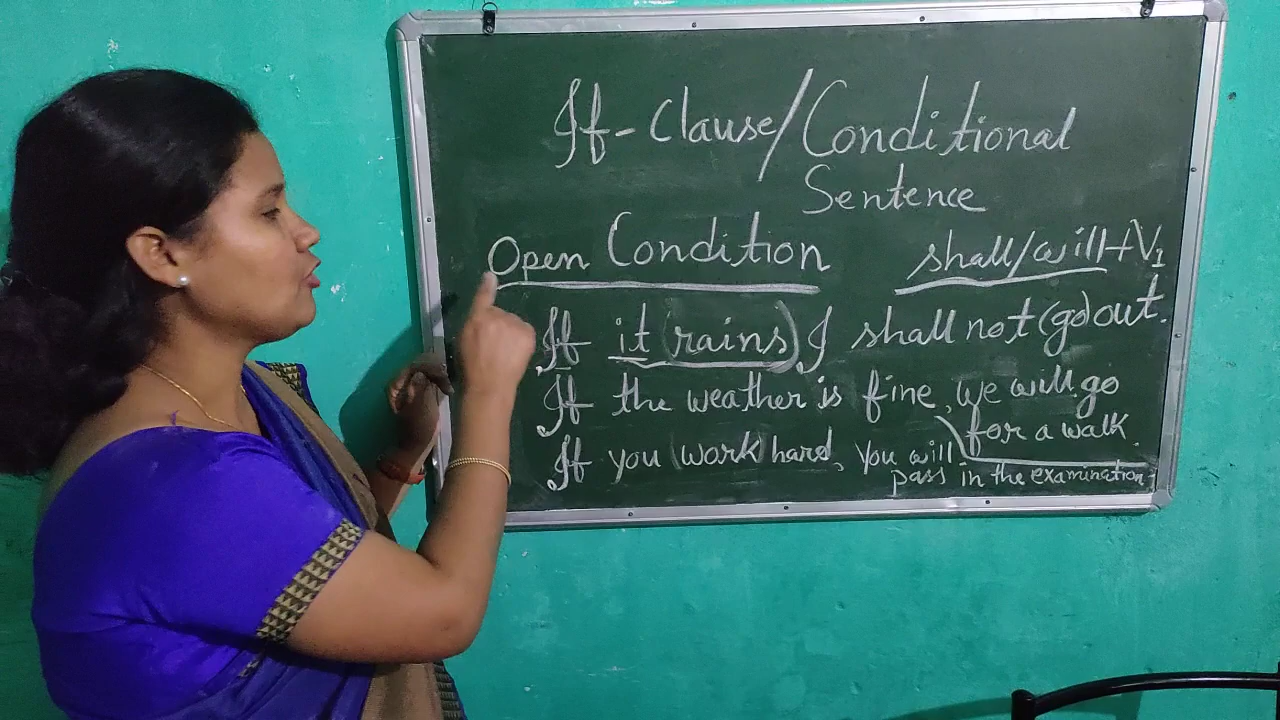 If-Clause/Conditional
Sentence
Open Condition shall/will+V1
If it (rains) I shall not (go) out.
If the weather is fine, we will go
for a walk.
If you (work) hard, you will
pass in the examination.